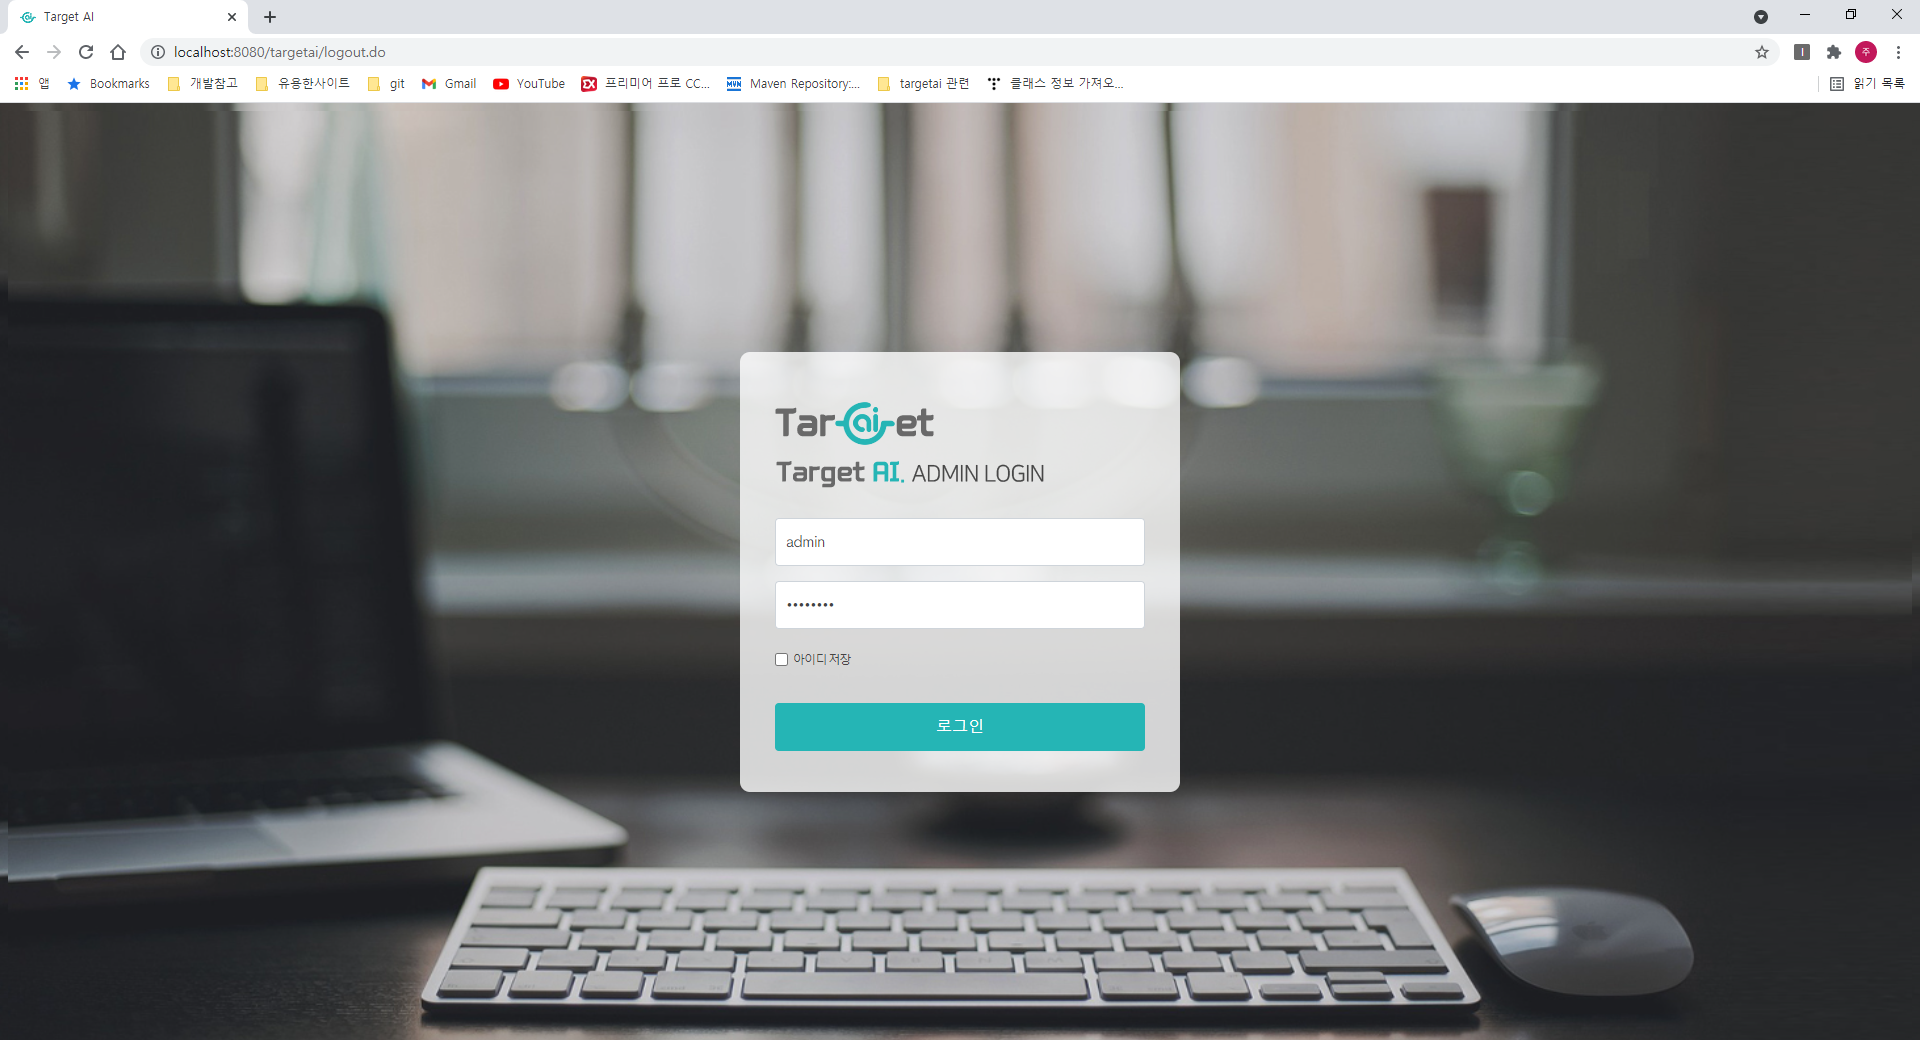 Target AI
localhost:8080/targetai/logout.do
주
앱
Bookmarks
개발참고
유용한사이트
git
Gmail
YouTube
프리미어 프로 CC...
Maven Repository:...
targetai 관련
클래스 정보 가져오...
읽기 목록
Tar ai et
Target AI. ADMIN LOGIN
admin
••••••••
아이디 저장
로그인